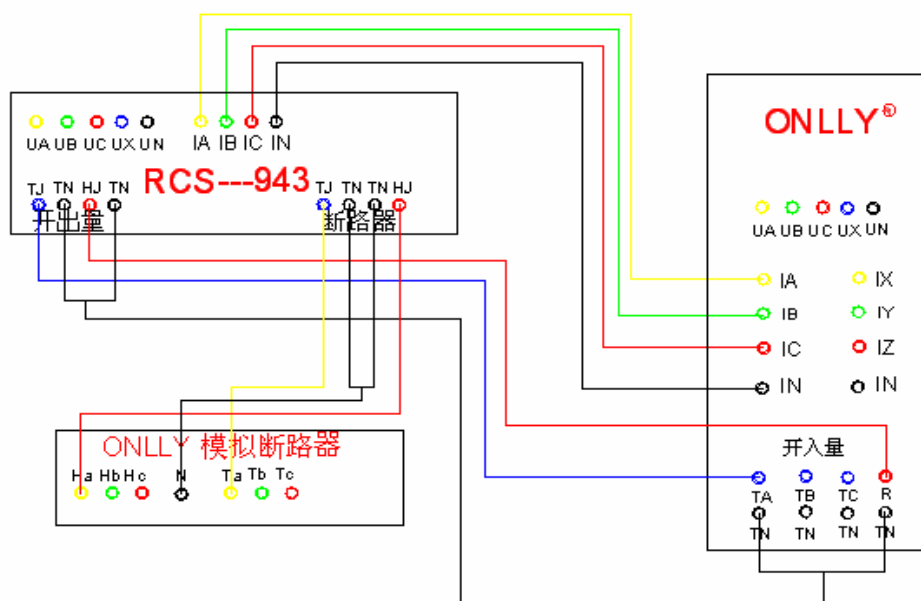 UA UB UC UX UN IA IB IC IN
TJ TN HJ TN RCS---943 TJ TN TN HJ
开出量 断路器
ONLLY 模拟断路器
Ha Hb Hc N Ta Tb Tc
ONLLY®
UA UB UC UX UN
IA IX
IB IY
IC IZ
IN IN
开入量
TA TB TC R
TN TN TN TN